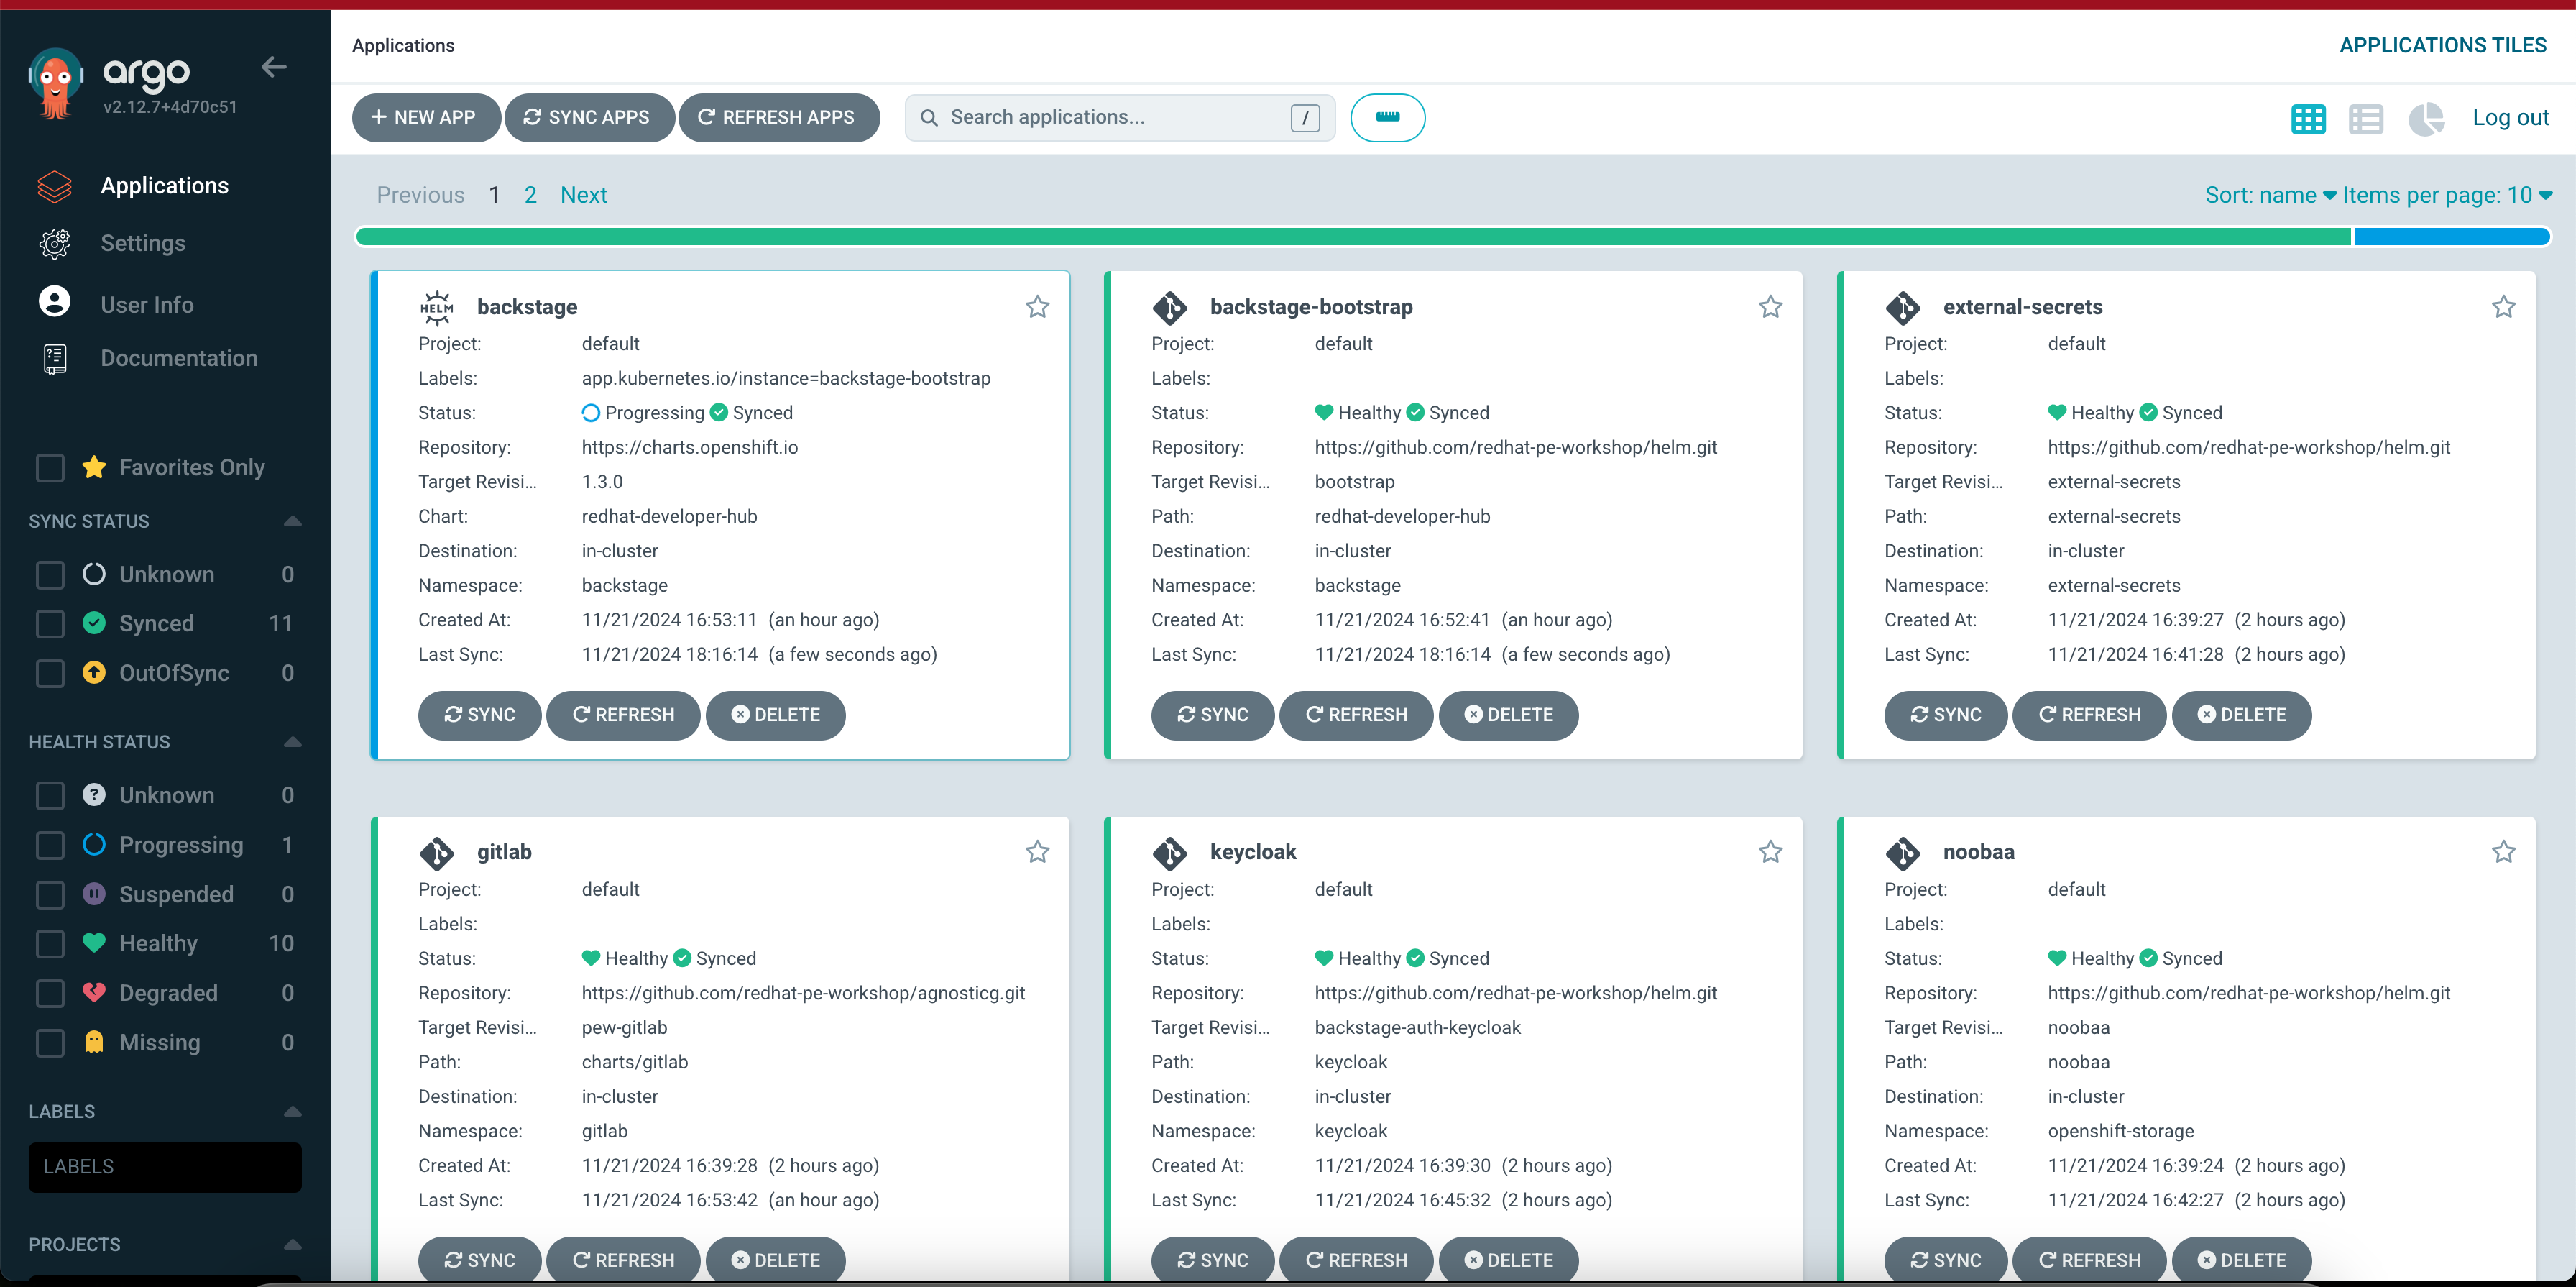 argo
v2.12.7+4d70c51
Applications
Settings
User Info
Documentation
Favorites Only
SYNC STATUS
Unknown 0
Synced 11
OutOfSync 0
HEALTH STATUS
Unknown 0
Progressing 1
Suspended 0
Healthy 10
Degraded 0
Missing 0
LABELS
LABELS
PROJECTS
Applications
APPLICATIONS TILES
NEW APP SYNC APPS REFRESH APPS Search applications... / Log out
Previous 1 2 Next Sort: name Items per page: 10
HELM backstage
Project: default
Labels: app.kubernetes.io/instance=backstage-bootstrap
Status: Progressing Synced
Repository: https://charts.openshift.io
Target Revisi... 1.3.0
Chart: redhat-developer-hub
Destination: in-cluster
Namespace: backstage
Created At: 11/21/2024 16:53:11 (an hour ago)
Last Sync: 11/21/2024 18:16:14 (a few seconds ago)
SYNC REFRESH DELETE
backstage-bootstrap
Project: default
Labels:
Status: Healthy Synced
Repository: https://github.com/redhat-pe-workshop/helm.git
Target Revisi... bootstrap
Path: redhat-developer-hub
Destination: in-cluster
Namespace: backstage
Created At: 11/21/2024 16:52:41 (an hour ago)
Last Sync: 11/21/2024 18:16:14 (a few seconds ago)
SYNC REFRESH DELETE
external-secrets
Project: default
Labels:
Status: Healthy Synced
Repository: https://github.com/redhat-pe-workshop/helm.git
Target Revisi... external-secrets
Path: external-secrets
Destination: in-cluster
Namespace: external-secrets
Created At: 11/21/2024 16:39:27 (2 hours ago)
Last Sync: 11/21/2024 16:41:28 (2 hours ago)
SYNC REFRESH DELETE
gitlab
Project: default
Labels:
Status: Healthy Synced
Repository: https://github.com/redhat-pe-workshop/agnosticg.git
Target Revisi... pew-gitlab
Path: charts/gitlab
Destination: in-cluster
Namespace: gitlab
Created At: 11/21/2024 16:39:28 (2 hours ago)
Last Sync: 11/21/2024 16:53:42 (an hour ago)
SYNC REFRESH DELETE
keycloak
Project: default
Labels:
Status: Healthy Synced
Repository: https://github.com/redhat-pe-workshop/helm.git
Target Revisi... backstage-auth-keycloak
Path: keycloak
Destination: in-cluster
Namespace: keycloak
Created At: 11/21/2024 16:39:30 (2 hours ago)
Last Sync: 11/21/2024 16:45:32 (2 hours ago)
SYNC REFRESH DELETE
noobaa
Project: default
Labels:
Status: Healthy Synced
Repository: https://github.com/redhat-pe-workshop/helm.git
Target Revisi... noobaa
Path: noobaa
Destination: in-cluster
Namespace: openshift-storage
Created At: 11/21/2024 16:39:24 (2 hours ago)
Last Sync: 11/21/2024 16:42:27 (2 hours ago)
SYNC REFRESH DELETE